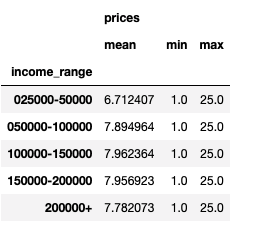 prices
mean min max
income_range
025000-50000 6.712407 1.0 25.0
050000-100000 7.894964 1.0 25.0
100000-150000 7.962364 1.0 25.0
150000-200000 7.956923 1.0 25.0
200000+ 7.782073 1.0 25.0